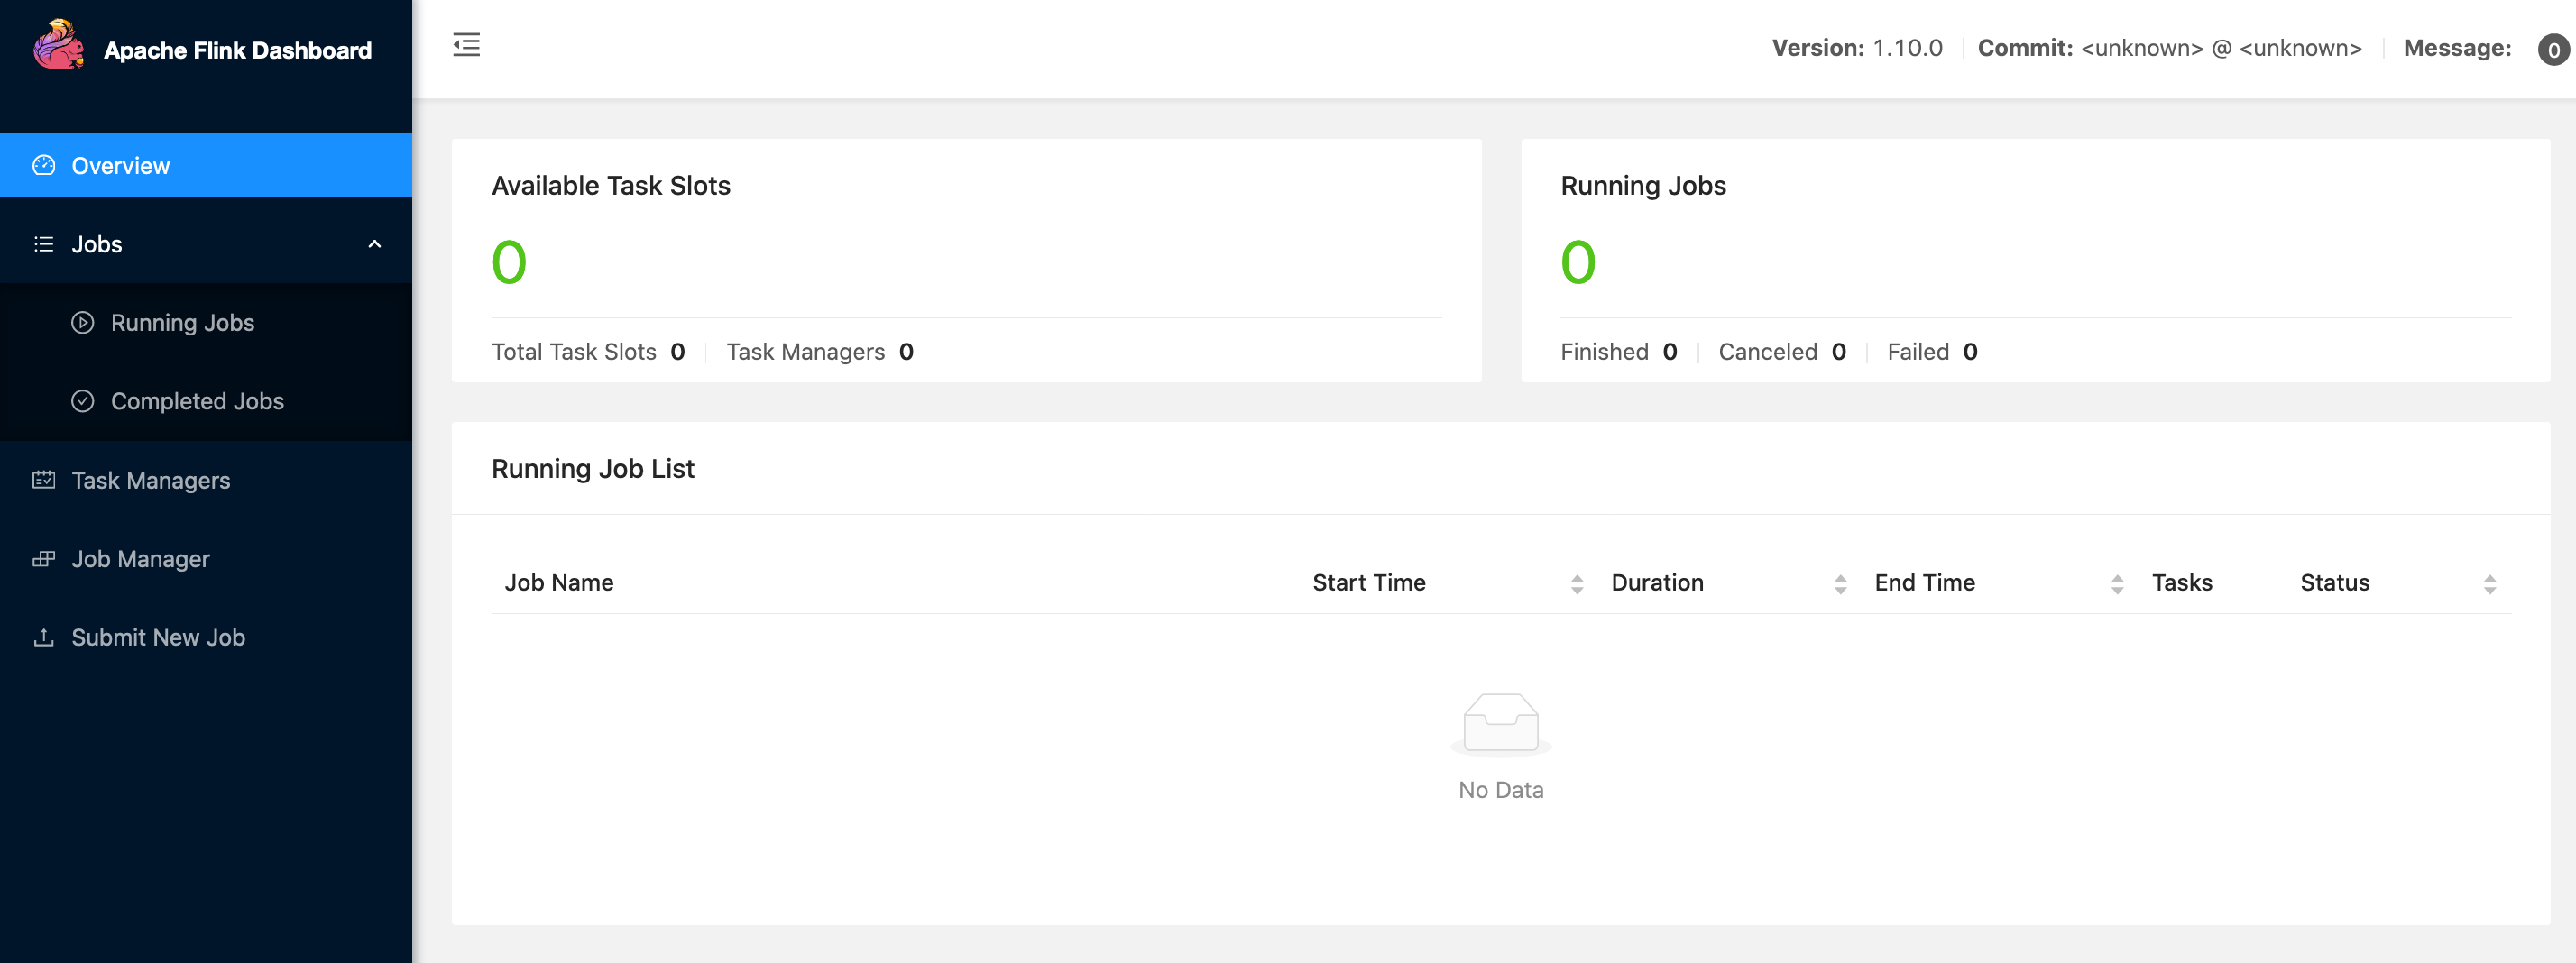 Apache Flink Dashboard
Version: 1.10.0 Commit: <unknown> @ <unknown> Message: 0
Overview
Jobs
Running Jobs
Completed Jobs
Task Managers
Job Manager
Submit New Job
Available Task Slots
0
Total Task Slots 0 Task Managers 0
Running Jobs
0
Finished 0 Canceled 0 Failed 0
Running Job List
Job Name Start Time Duration End Time Tasks Status
No Data